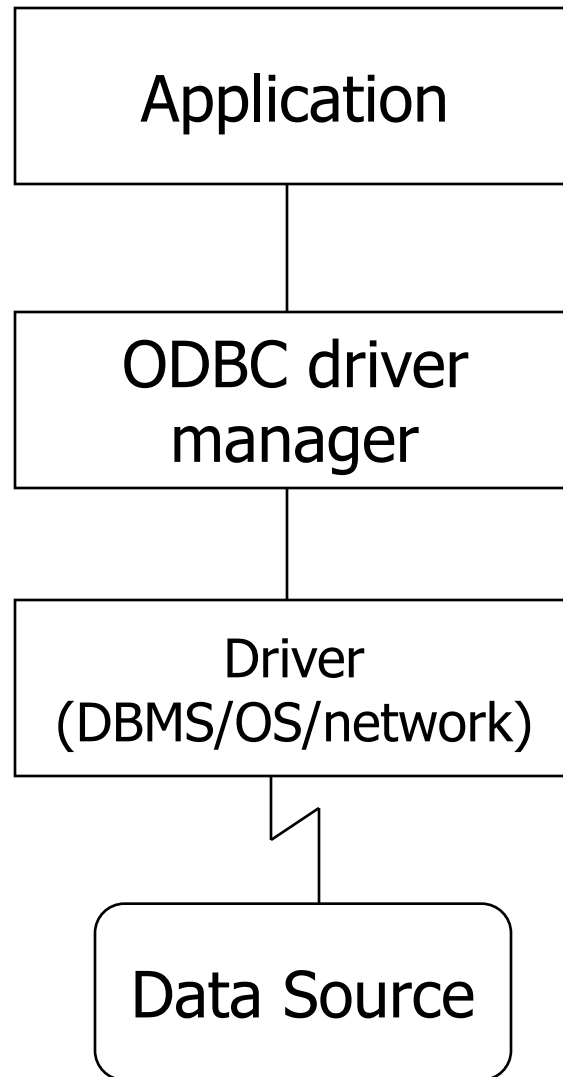 Application
ODBC driver
manager
Driver
(DBMS/OS/network)
Data Source